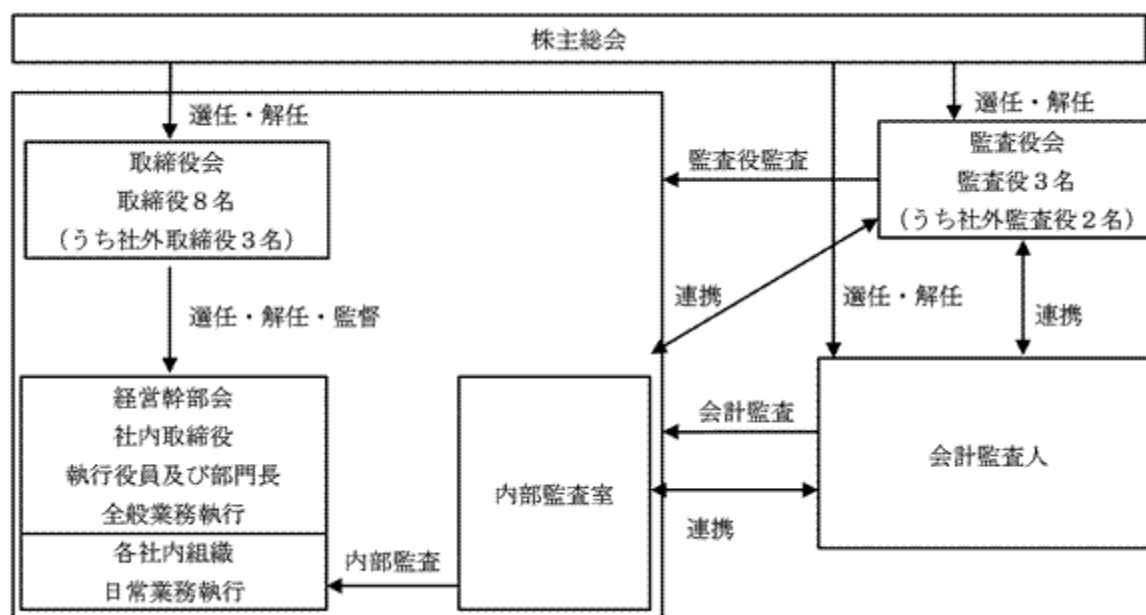 株主総会
選任・解任
選任・解任
取締役会
取締役8名
(うち社外取締役3名)
監査役監査
監査役会
監査役3名
(うち社外監査役2名)
連携
選任・解任
連携
選任・解任・監督
経営幹部会
社内取締役
執行役員及び部門長
全般業務執行
各社内組織
日常業務執行
内部監査
内部監査室
会計監査
連携
会計監査人